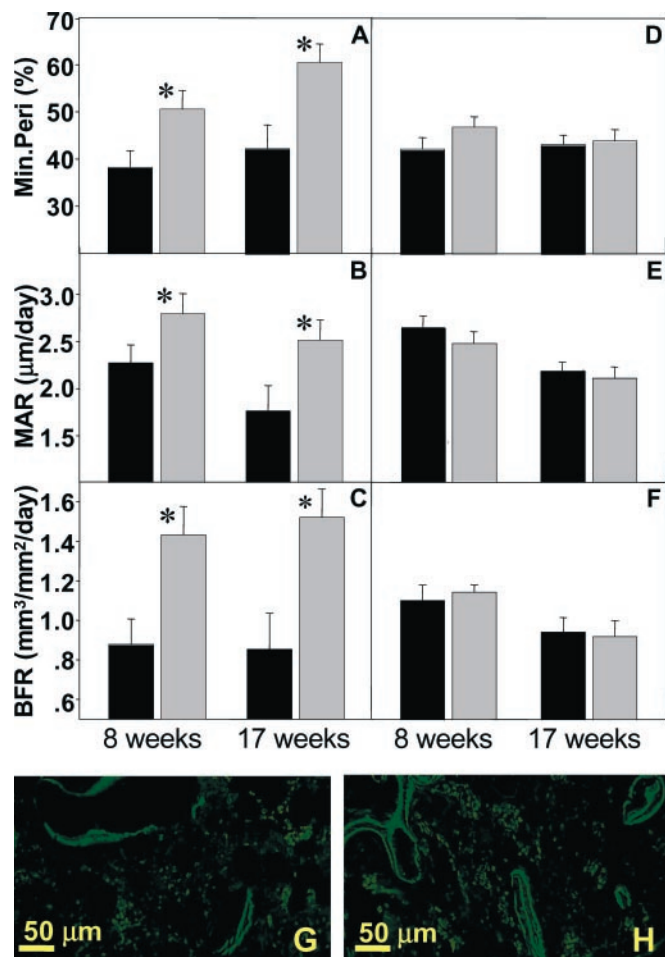 70
A
D
60
50
40
30
Min.Peri (%)
*
*
B
E
3.0
2.5
2.0
1.5
MAR (µm/day)
*
*
C
F
1.6
1.4
1.2
1.0
.8
.6
BFR (mm³/mm²/day)
*
*
8 weeks 17 weeks 8 weeks 17 weeks
50 µm G
50 µm H